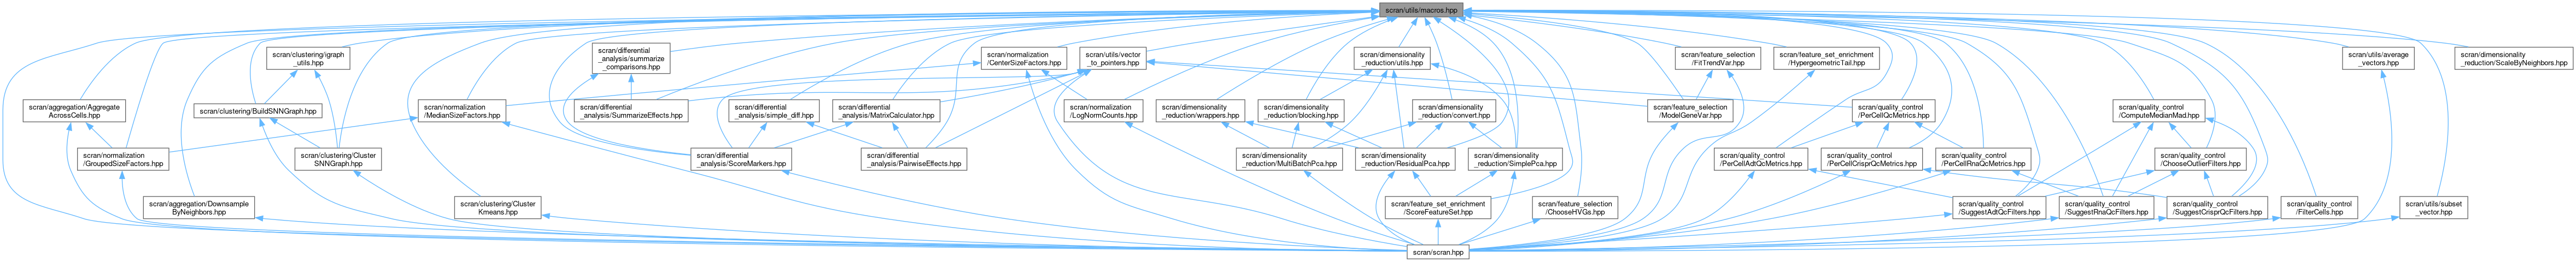 scran/utils/macros.hpp
scran/clustering/igraph
_utils.hpp
scran/differential
_analysis/summarize
_comparisons.hpp
scran/normalization
/CenterSizeFactors.hpp
scran/utils/vector
_to_pointers.hpp
scran/dimensionality
_reduction/utils.hpp
scran/feature_selection
/FitTrendVar.hpp
scran/feature_set_enrichment
/HypergeometricTail.hpp
scran/utils/average
_vectors.hpp
scran/dimensionality
_reduction/ScaleByNeighbors.hpp
scran/aggregation/Aggregate
AcrossCells.hpp
scran/clustering/BuildSNNGraph.hpp
scran/normalization
/MedianSizeFactors.hpp
scran/differential
_analysis/SummarizeEffects.hpp
scran/differential
_analysis/simple_diff.hpp
scran/differential
_analysis/MatrixCalculator.hpp
scran/normalization
/LogNormCounts.hpp
scran/dimensionality
_reduction/wrappers.hpp
scran/dimensionality
_reduction/blocking.hpp
scran/dimensionality
_reduction/convert.hpp
scran/feature_selection
/ModelGeneVar.hpp
scran/quality_control
/PerCellQcMetrics.hpp
scran/quality_control
/ComputeMedianMad.hpp
scran/normalization
/GroupedSizeFactors.hpp
scran/clustering/Cluster
SNNGraph.hpp
scran/differential
_analysis/ScoreMarkers.hpp
scran/differential
_analysis/PairwiseEffects.hpp
scran/dimensionality
_reduction/MultiBatchPca.hpp
scran/dimensionality
_reduction/ResidualPca.hpp
scran/dimensionality
_reduction/SimplePca.hpp
scran/quality_control
/PerCellAdtQcMetrics.hpp
scran/quality_control
/PerCellCrisprQcMetrics.hpp
scran/quality_control
/PerCellRnaQcMetrics.hpp
scran/quality_control
/ChooseOutlierFilters.hpp
scran/aggregation/Downsample
ByNeighbors.hpp
scran/clustering/Cluster
Kmeans.hpp
scran/feature_set_enrichment
/ScoreFeatureSet.hpp
scran/feature_selection
/ChooseHVGs.hpp
scran/quality_control
/SuggestAdtQcFilters.hpp
scran/quality_control
/SuggestRnaQcFilters.hpp
scran/quality_control
/SuggestCrisprQcFilters.hpp
scran/quality_control
/FilterCells.hpp
scran/utils/subset
_vector.hpp
scran/scran.hpp